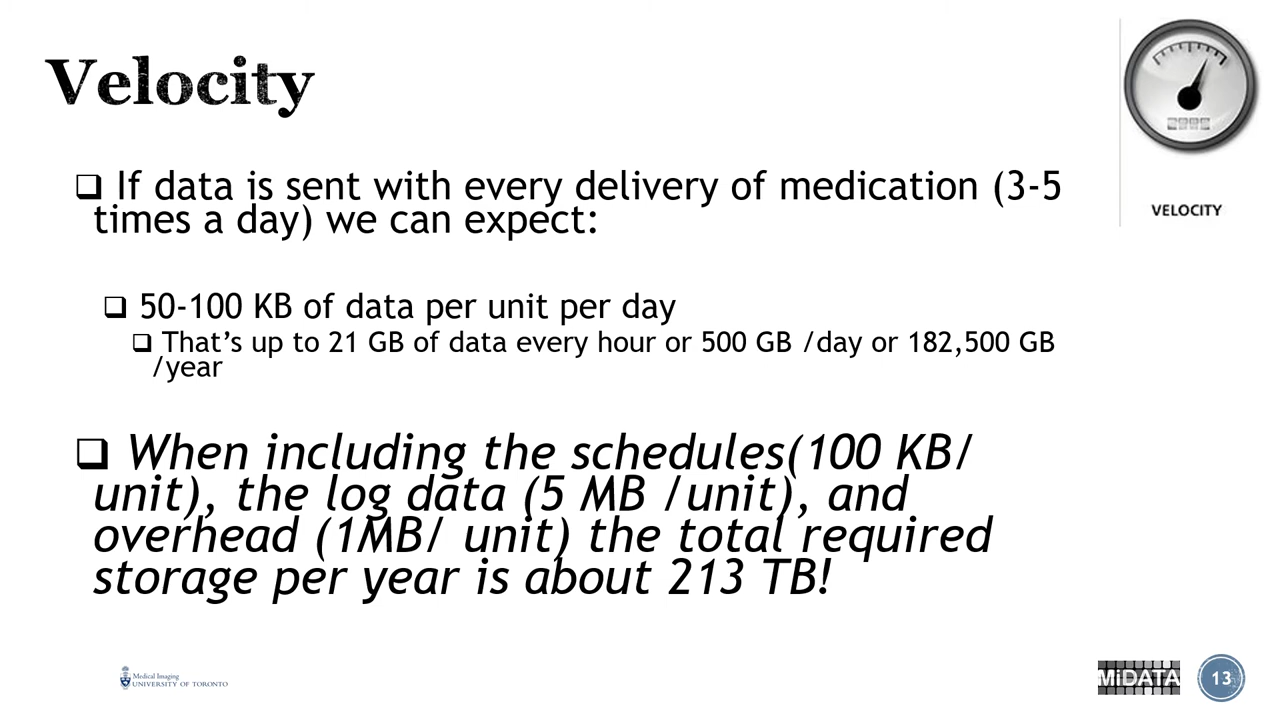 Velocity
VELOCITY
❑ If data is sent with every delivery of medication (3-5
times a day) we can expect:
❑ 50-100 KB of data per unit per day
❑ That’s up to 21 GB of data every hour or 500 GB /day or 182,500 GB
/year
❑ When including the schedules(100 KB/
unit), the log data (5 MB /unit), and
overhead (1MB/ unit) the total required
storage per year is about 213 TB!
Medical Imaging
UNIVERSITY OF TORONTO
MiDATA
13